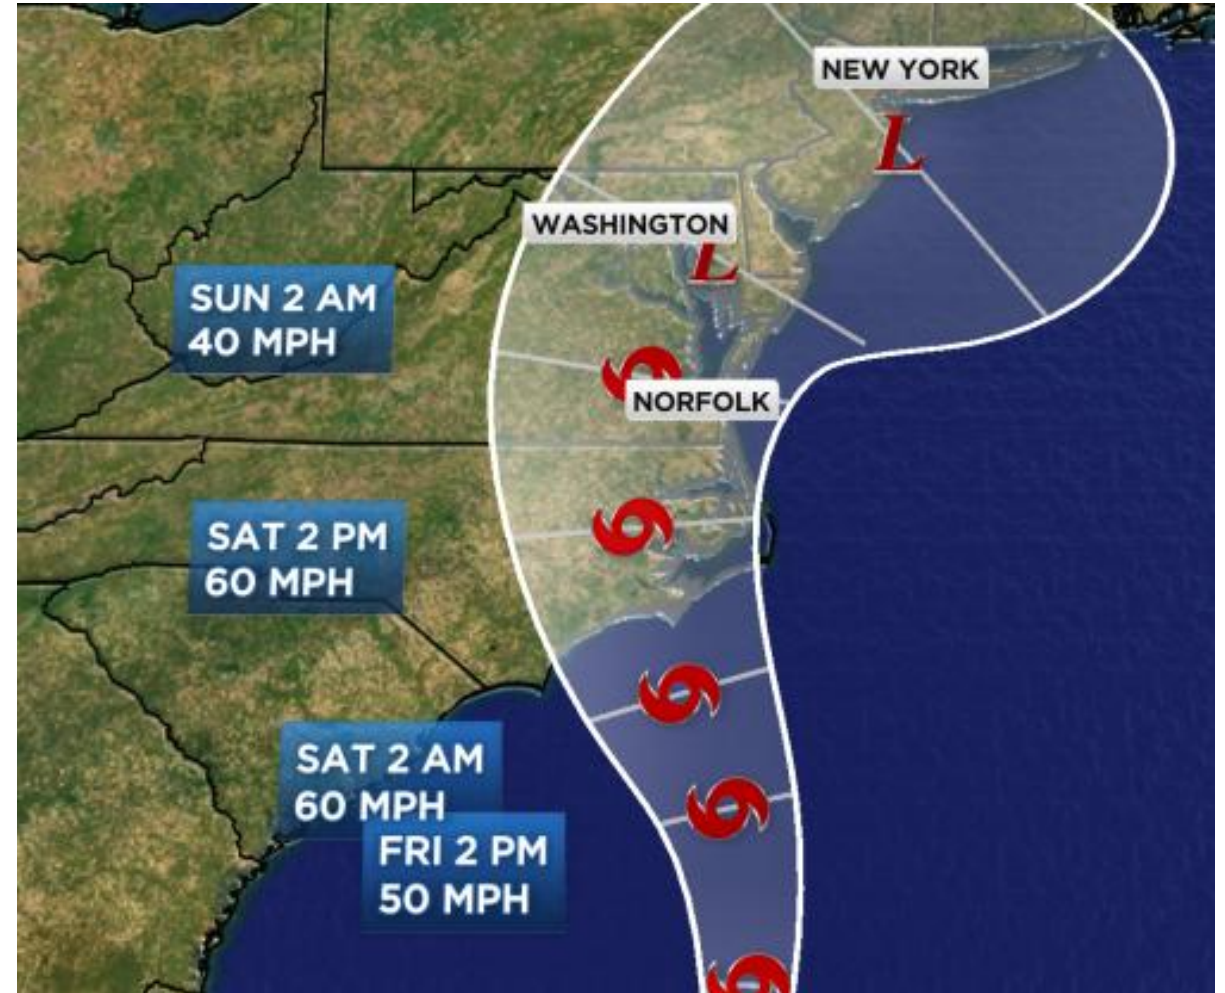 NEW YORK
L
WASHINGTON
L
SUN 2 AM
40 MPH
NORFOLK
SAT 2 PM
60 MPH
SAT 2 AM
60 MPH
FRI 2 PM
50 MPH